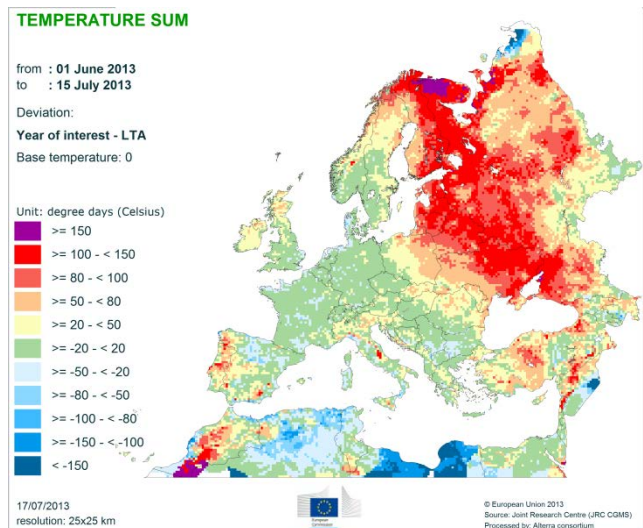 TEMPERATURE SUM
from : 01 June 2013
to : 15 July 2013
Deviation:
Year of interest - LTA
Base temperature: 0
Unit: degree days (Celsius)
>= 150
>= 100 - < 150
>= 80 - < 100
>= 50 - < 80
>= 20 - < 50
>= -20 - < 20
>= -50 - < -20
>= -80 - < -50
>= -100 - < -80
>= -150 - < -100
< -150
17/07/2013
resolution: 25x25 km
European
Commission
© European Union 2013
Source: Joint Research Centre (JRC CGMS)
Processed by: Alterra consortium